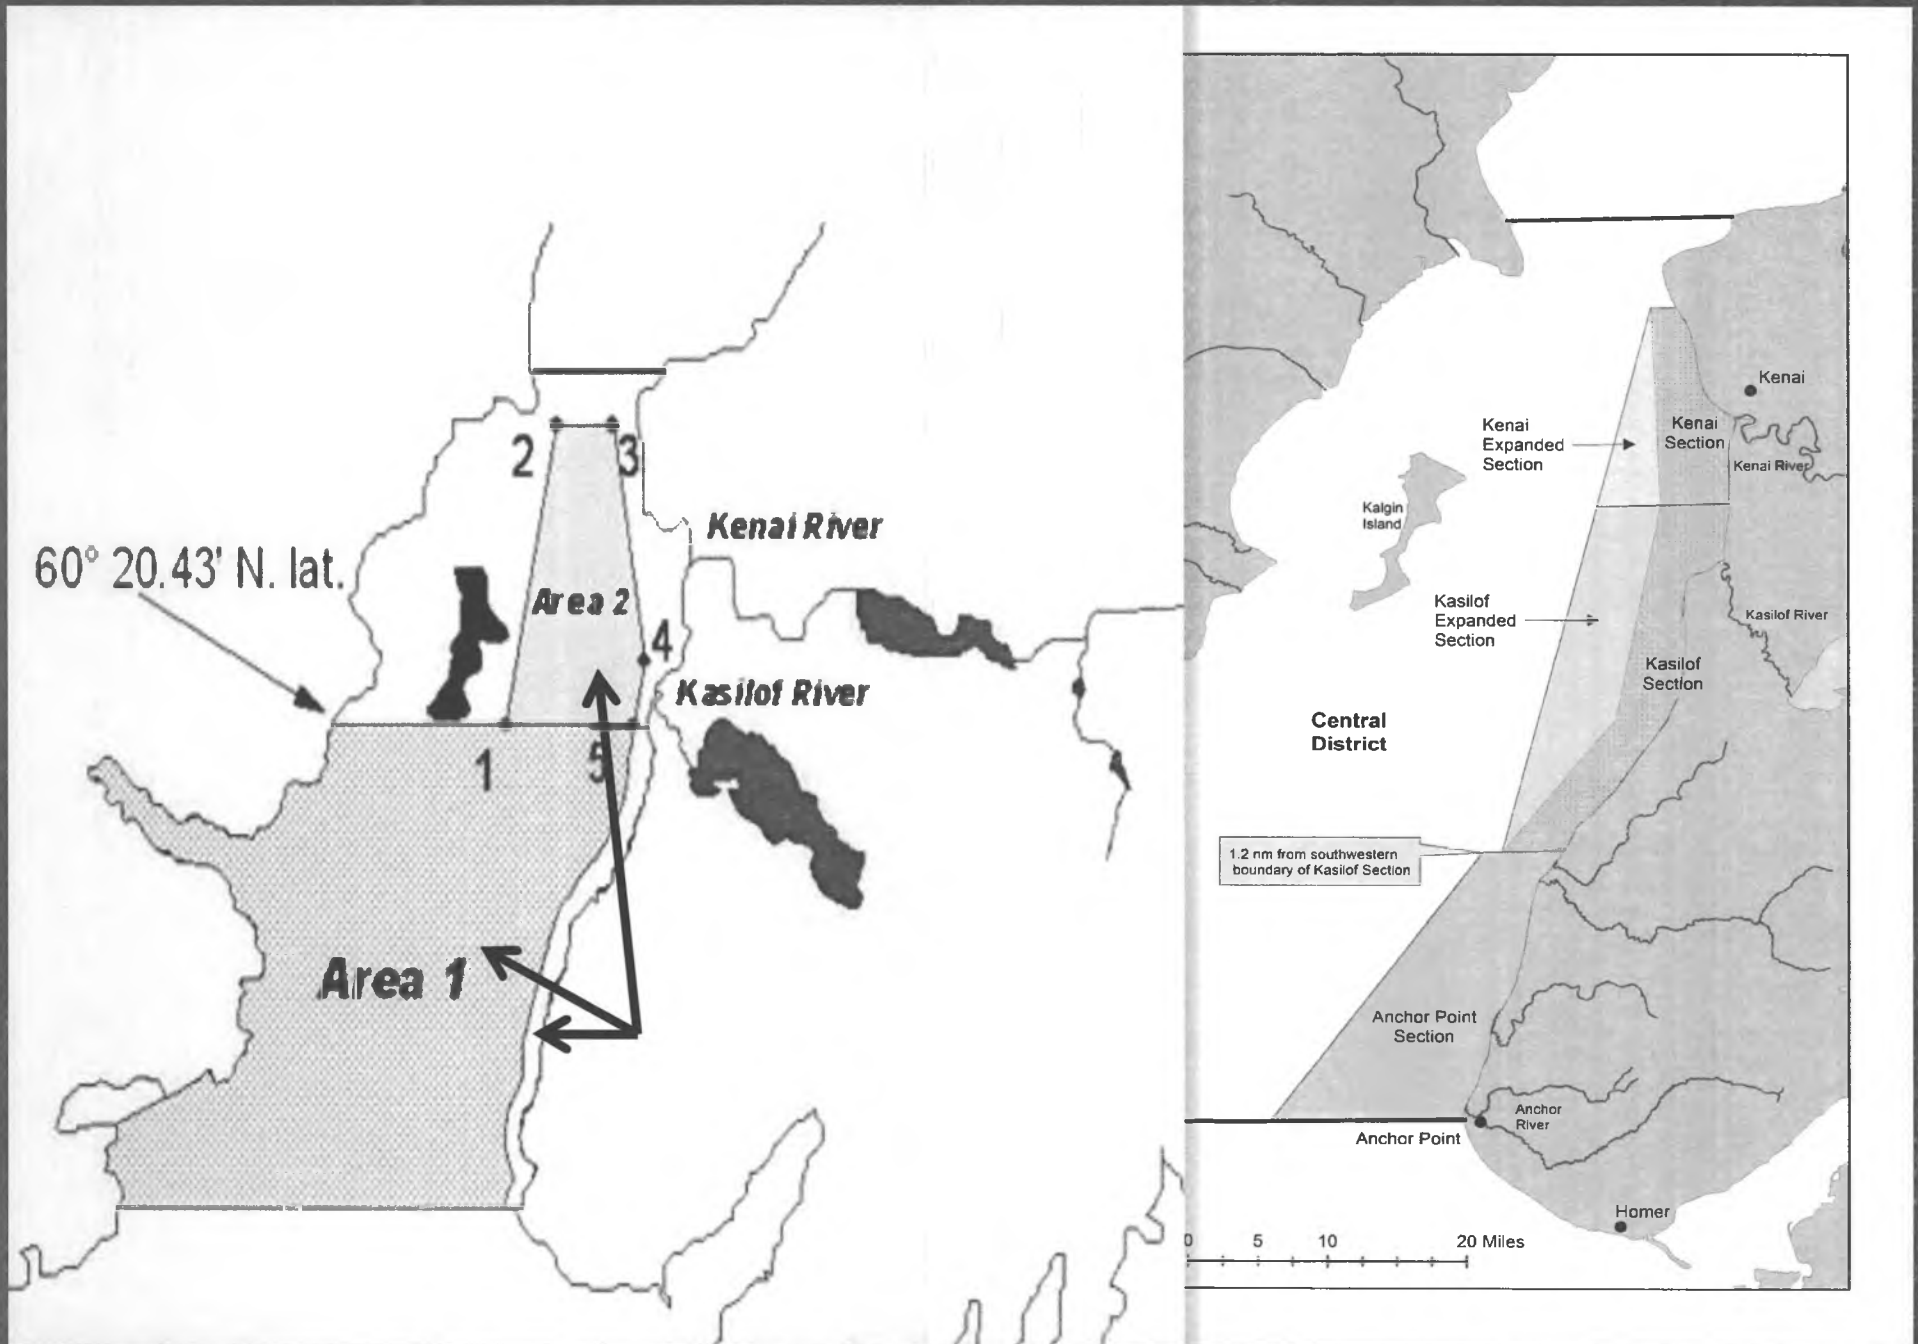 2
3
Kenai River
60° 20.43' N. lat.
Area 2
4
Kasilof River
1
5
Area 1
Kenai
Kenai
Expanded
Section
Kenai
Section
Kenai River
Kalgin
Island
Kasilof
Expanded
Section
Kasilof River
Kasilof
Section
Central
District
1.2 nm from southwestern
boundary of Kasilof Section
Anchor Point
Section
Anchor
River
Anchor Point
Homer
0 5 10 20 Miles